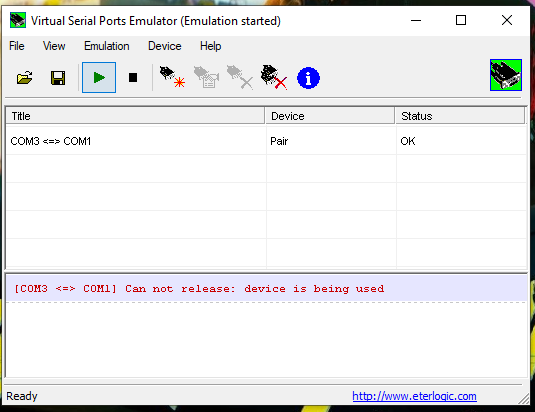 Virtual Serial Ports Emulator (Emulation started)
File View Emulation Device Help
Title Device Status
COM3 <=> COM1 Pair OK
[COM3 <=> COM1] Can not release: device is being used
Ready http://www.eterlogic.com